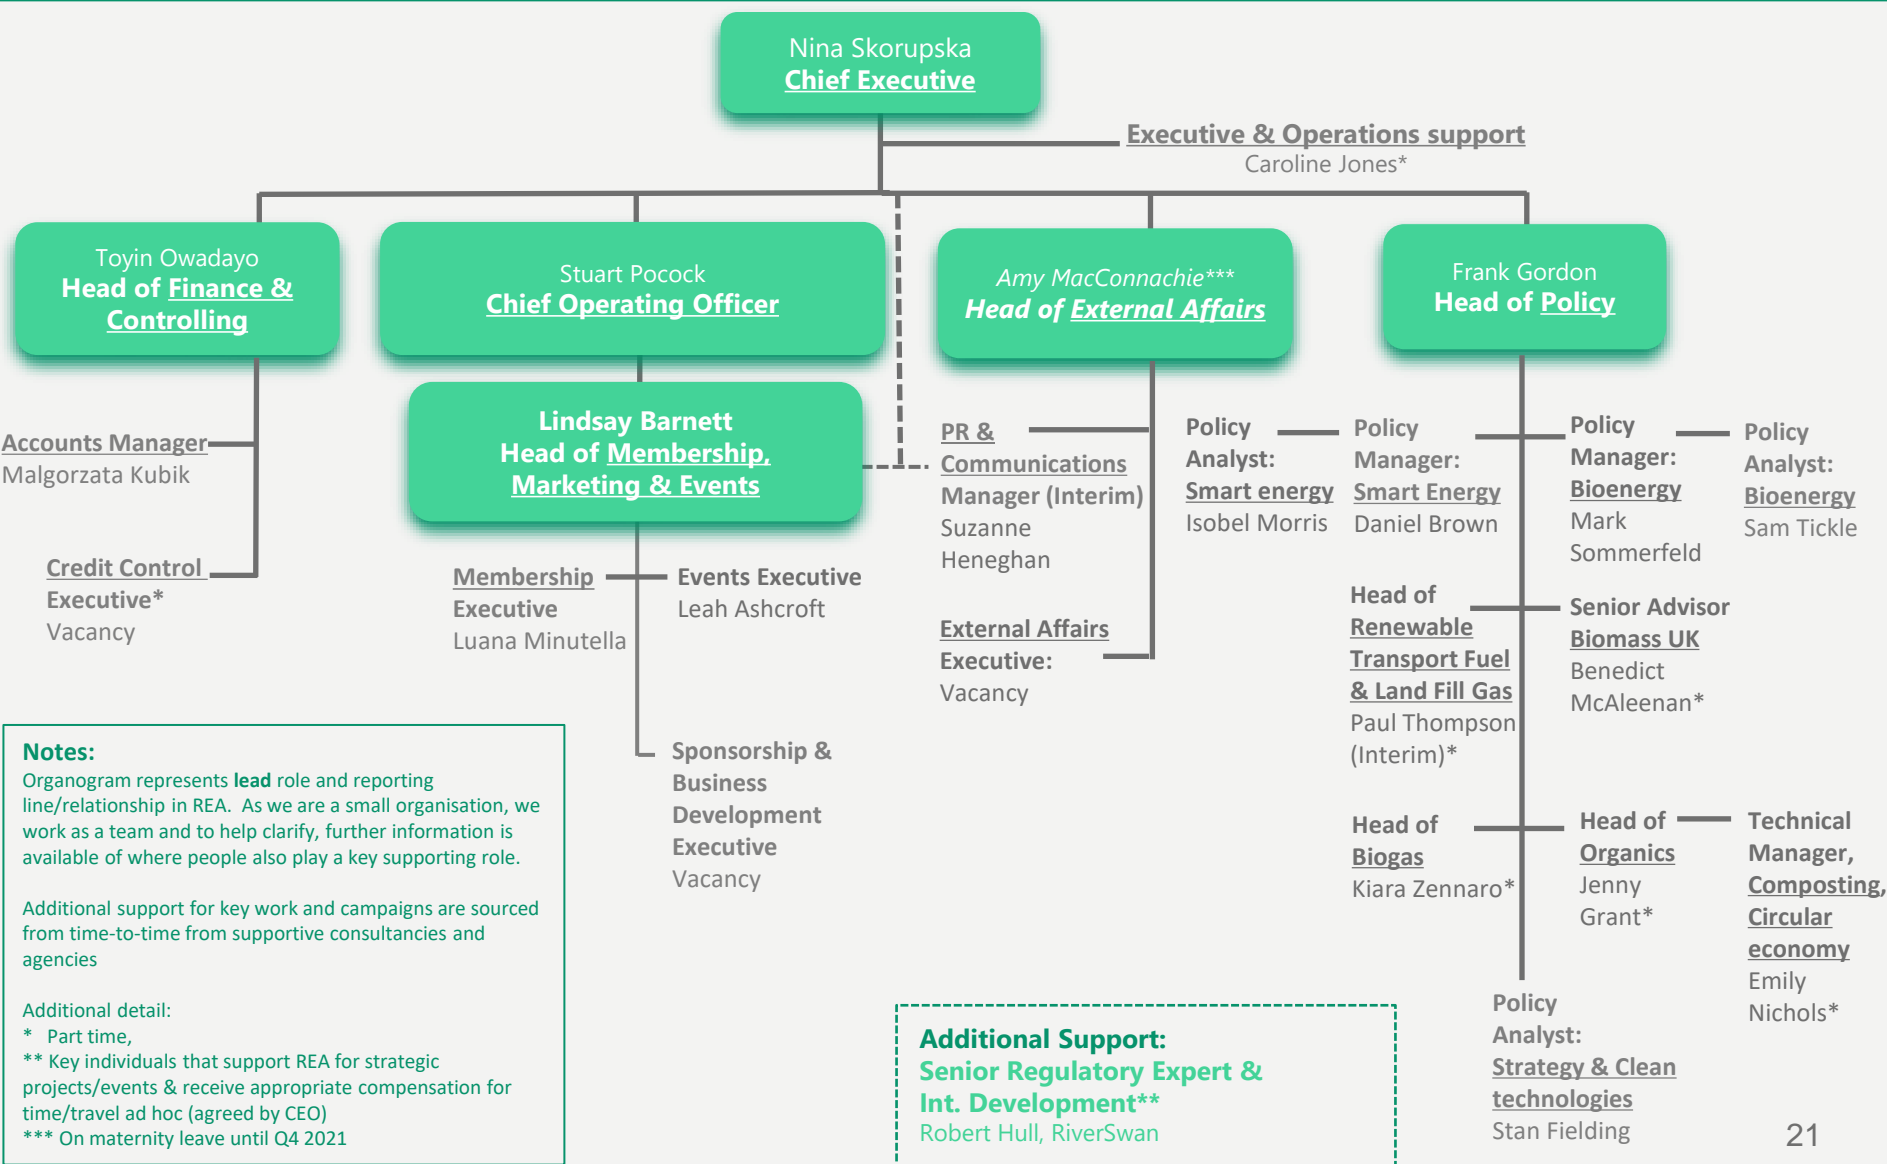 Nina Skorupska
Chief Executive
Executive & Operations support
Caroline Jones*
Toyin Owadayo
Head of Finance &
Controlling
Stuart Pocock
Chief Operating Officer
Amy MacConnachie***
Head of External Affairs
Frank Gordon
Head of Policy
Lindsay Barnett
Head of Membership,
Marketing & Events
Accounts Manager
Malgorzata Kubik
Credit Control
Executive*
Vacancy
Membership
Executive
Luana Minutella
Events Executive
Leah Ashcroft
Sponsorship &
Business
Development
Executive
Vacancy
PR &
Communications
Manager (Interim)
Suzanne
Heneghan
External Affairs
Executive:
Vacancy
Policy
Analyst:
Smart energy
Isobel Morris
Policy
Manager:
Smart Energy
Daniel Brown
Policy
Manager:
Bioenergy
Mark
Sommerfeld
Policy
Analyst:
Bioenergy
Sam Tickle
Head of
Renewable
Transport Fuel
& Land Fill Gas
Paul Thompson
(Interim)*
Senior Advisor
Biomass UK
Benedict
McAleenan*
Head of
Biogas
Kiara Zennaro*
Head of
Organics
Jenny
Grant*
Technical
Manager,
Composting,
Circular
economy
Emily
Nichols*
Policy
Analyst:
Strategy & Clean
technologies
Stan Fielding
Notes:
Organogram represents lead role and reporting
line/relationship in REA. As we are a small organisation, we
work as a team and to help clarify, further information is
available of where people also play a key supporting role.
Additional support for key work and campaigns are sourced
from time-to-time from supportive consultancies and
agencies
Additional detail:
* Part time,
** Key individuals that support REA for strategic
projects/events & receive appropriate compensation for
time/travel ad hoc (agreed by CEO)
*** On maternity leave until Q4 2021
Additional Support:
Senior Regulatory Expert &
Int. Development**
Robert Hull, RiverSwan
21